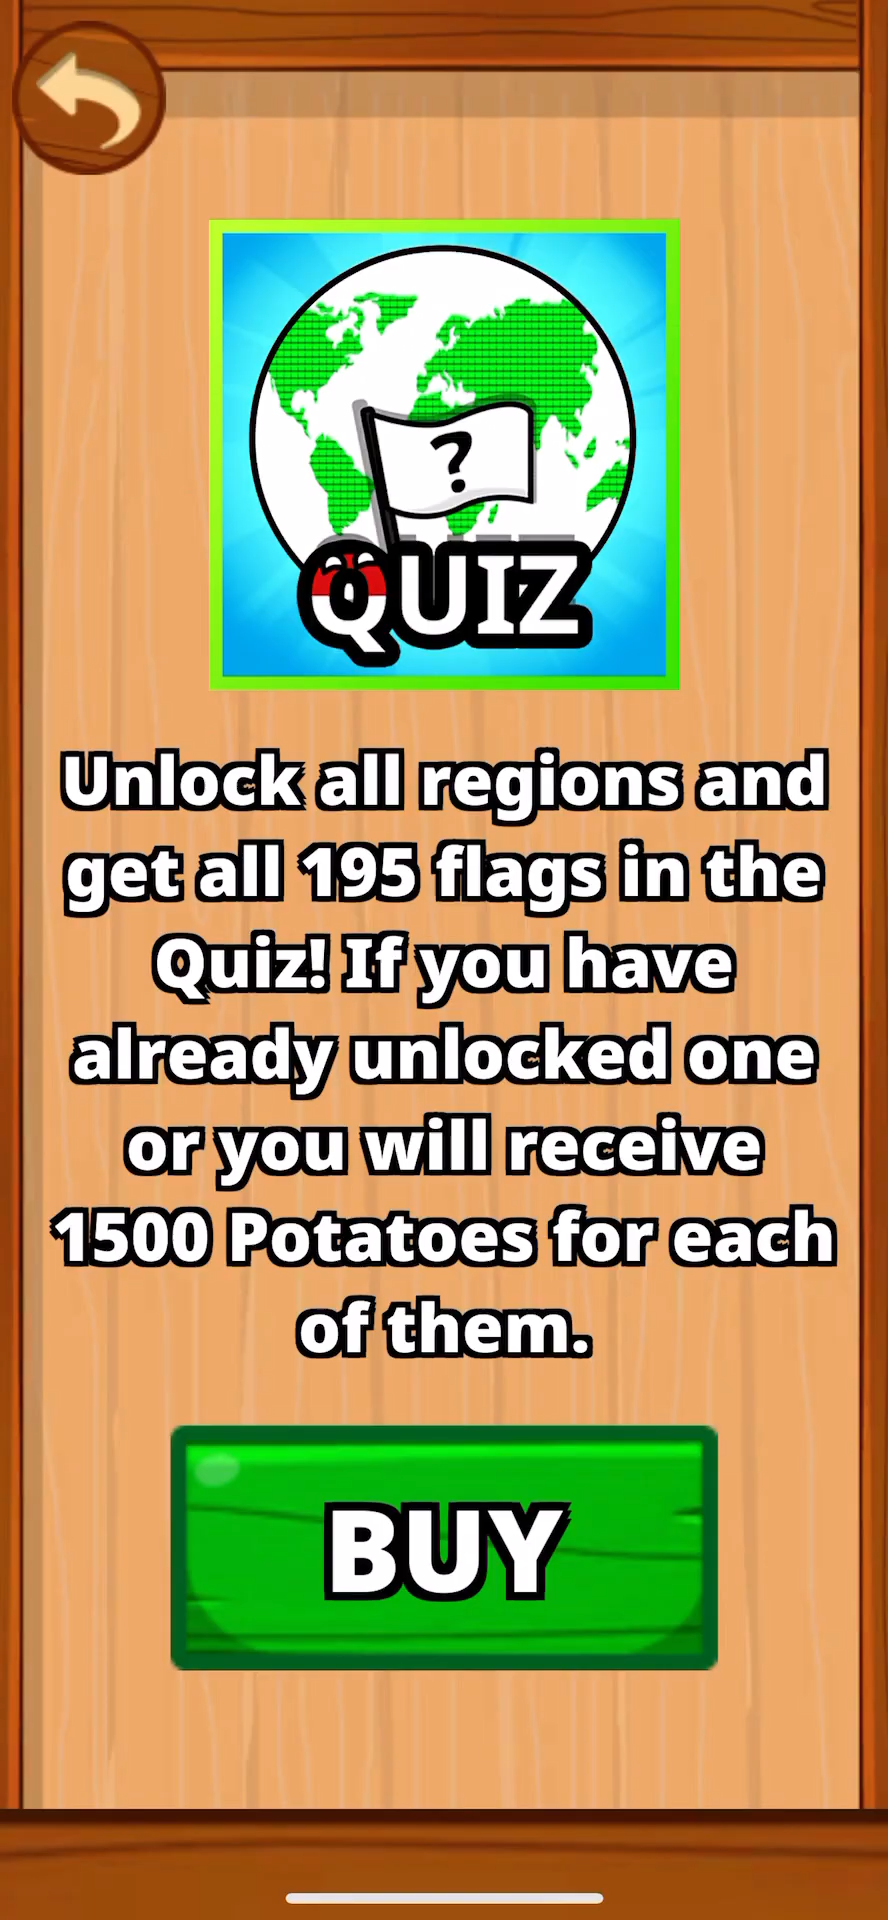 ?
QUIZ
Unlock all regions and
get all 195 flags in the
Quiz! If you have
already unlocked one
or you will receive
1500 Potatoes for each
of them.
BUY